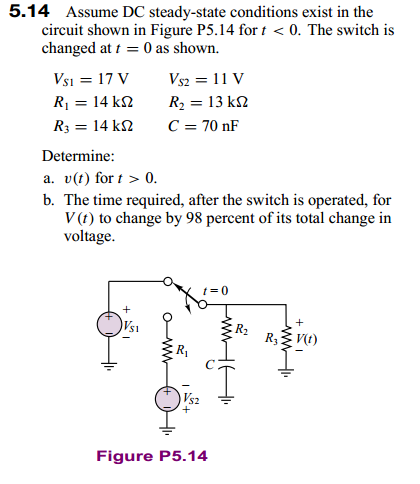 5.14 Assume DC steady-state conditions exist in the
circuit shown in Figure P5.14 for t < 0. The switch is
changed at t = 0 as shown.
V_S1 = 17 V V_S2 = 11 V
R_1 = 14 kΩ R_2 = 13 kΩ
R_3 = 14 kΩ C = 70 nF
Determine:
a. v(t) for t > 0.
b. The time required, after the switch is operated, for
V(t) to change by 98 percent of its total change in
voltage.
t = 0
+
+
V_S1
−
−
R_1
R_2
R_3
+
V(t)
−
C
+
−
V_S2
−
+
Figure P5.14